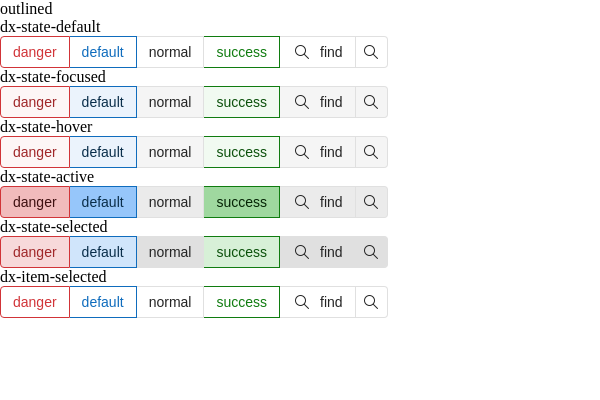 outlined
dx-state-default
danger default normal success find
dx-state-focused
danger default normal success find
dx-state-hover
danger default normal success find
dx-state-active
danger default normal success find
dx-state-selected
danger default normal success find
dx-item-selected
danger default normal success find